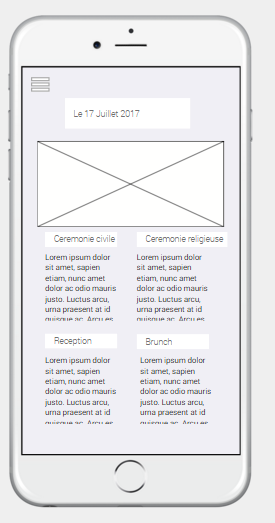 Le 17 Juillet 2017
Ceremonie civile
Lorem ipsum dolor
sit amet, sapien
etiam, nunc amet
dolor ac odio mauris
justo. Luctus arcu,
urna praesent at id
quisque ac. Arcu es
Ceremonie religieuse
Lorem ipsum dolor
sit amet, sapien
etiam, nunc amet
dolor ac odio mauris
justo. Luctus arcu,
urna praesent at id
quisque ac. Arcu es
Reception
Lorem ipsum dolor
sit amet, sapien
etiam, nunc amet
dolor ac odio mauris
justo. Luctus arcu,
urna praesent at id
quisque ac. Arcu es
Brunch
Lorem ipsum dolor
sit amet, sapien
etiam, nunc amet
dolor ac odio mauris
justo. Luctus arcu,
urna praesent at id
quisque ac. Arcu es